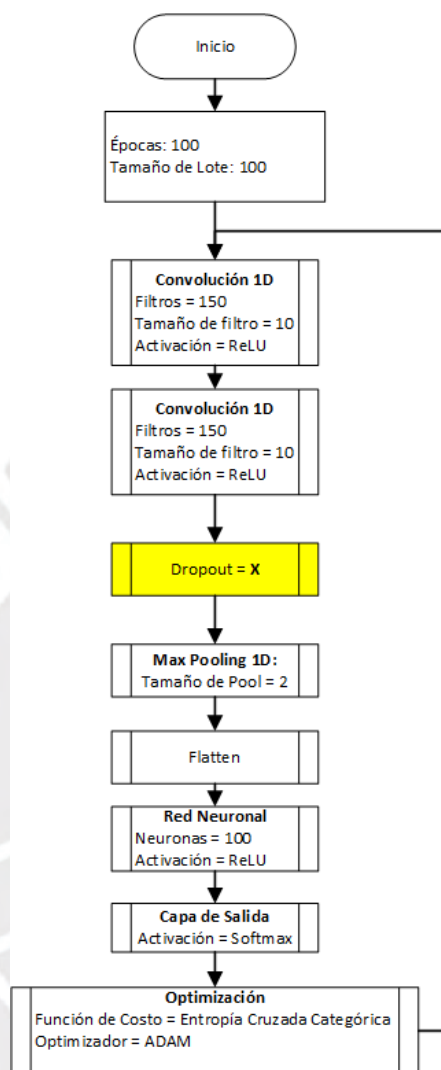 Inicio
Épocas: 100
Tamaño de Lote: 100
Convolución 1D
Filtros = 150
Tamaño de filtro = 10
Activación = ReLU
Convolución 1D
Filtros = 150
Tamaño de filtro = 10
Activación = ReLU
Dropout = X
Max Pooling 1D:
Tamaño de Pool = 2
Flatten
Red Neuronal
Neuronas = 100
Activación = ReLU
Capa de Salida
Activación = Softmax
Optimización
Función de Costo = Entropía Cruzada Categórica
Optimizador = ADAM